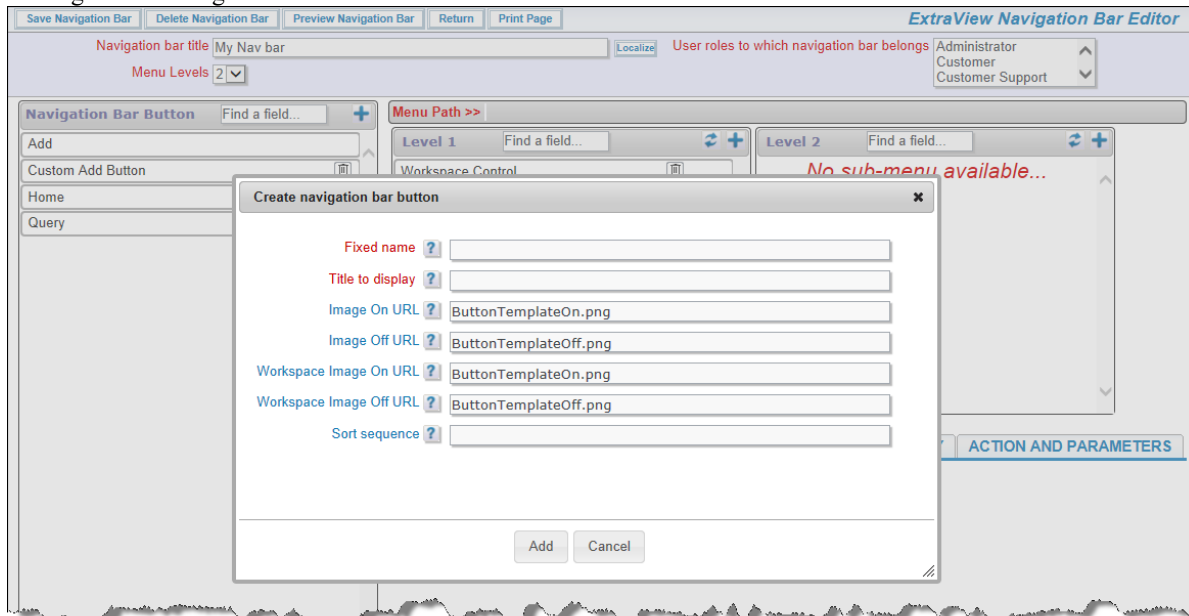 Save Navigation Bar Delete Navigation Bar Preview Navigation Bar Return Print Page ExtraView Navigation Bar Editor
Navigation bar title My Nav bar Localize User roles to which navigation bar belongs Administrator
Customer
Customer Support
Menu Levels 2
Navigation Bar Button Find a field... Menu Path >>
Add Level 1 Find a field... Level 2 Find a field...
Custom Add Button Workspace Control No sub-menu available...
Home
Query
Create navigation bar button
Fixed name ?
Title to display ?
Image On URL ? ButtonTemplateOn.png
Image Off URL ? ButtonTemplateOff.png
Workspace Image On URL ? ButtonTemplateOn.png
Workspace Image Off URL ? ButtonTemplateOff.png
Sort sequence ?
ACTION AND PARAMETERS
Add Cancel